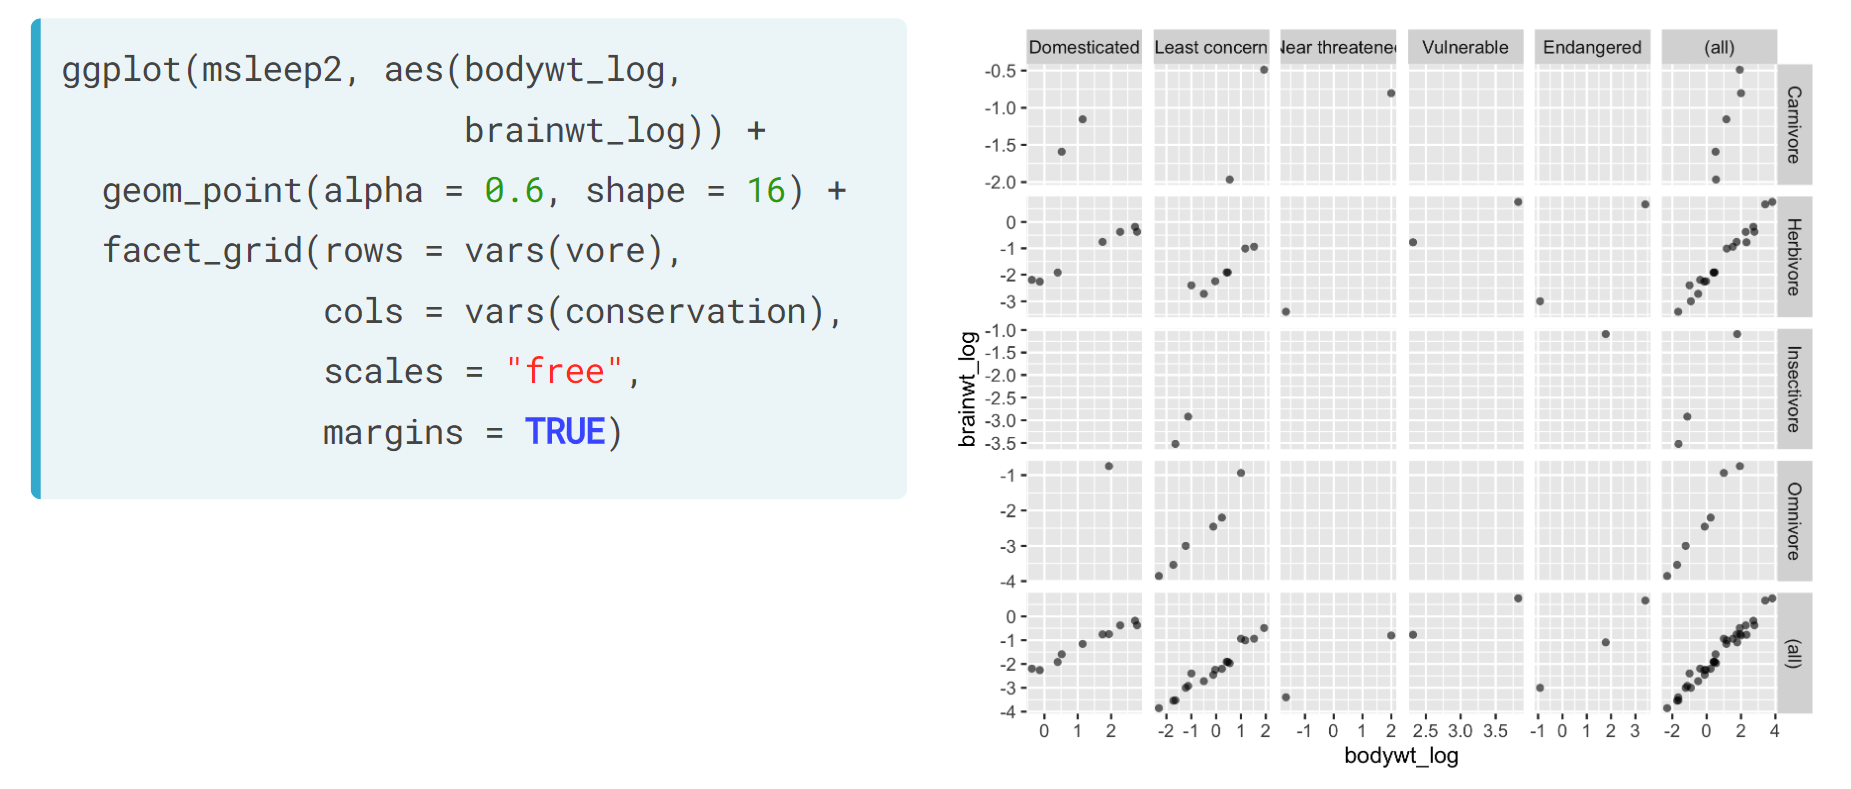 ggplot(msleep2, aes(bodywt_log,
brainwt_log)) +
geom_point(alpha = 0.6, shape = 16) +
facet_grid(rows = vars(vore),
cols = vars(conservation),
scales = "free",
margins = TRUE)
Domesticated Least concern Near threatened Vulnerable Endangered (all)
-0.5
-1.0
-1.5
-2.0
Carnivore
0
-1
-2
-3
Herbivore
-1.0
-1.5
-2.0
-2.5
-3.0
-3.5
Insectivore
-1
-2
-3
-4
Omnivore
0
-1
-2
-3
-4
(all)
brainwt_log
0 1 2 -2 -1 0 1 2 -1 0 1 2 2.5 3.0 3.5 -1 0 1 2 3 -2 0 2 4
bodywt_log